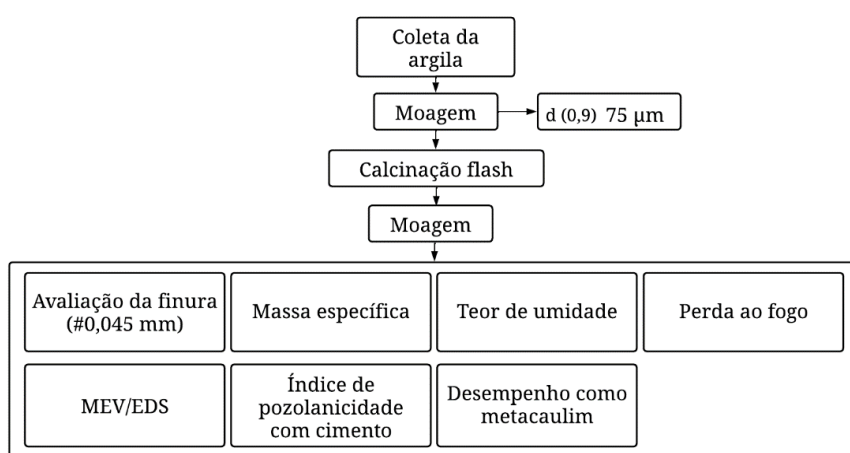 Coleta da
argila
Moagem
d (0,9) 75 μm
Calcinação flash
Moagem
Avaliação da finura
(#0,045 mm)
Massa específica
Teor de umidade
Perda ao fogo
MEV/EDS
Índice de
pozolanicidade
com cimento
Desempenho como
metacaulim